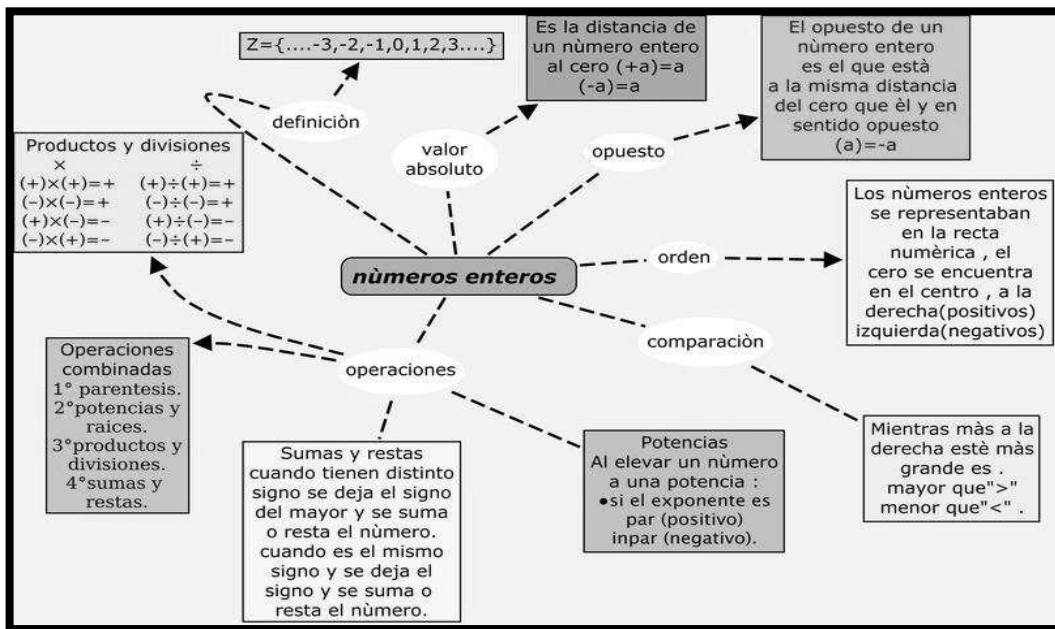 Z={....-3,-2,-1,0,1,2,3....}
definiciòn
Es la distancia de
un nùmero entero
al cero (+a)=a
(-a)=a
valor
absoluto
El opuesto de un
nùmero entero
es el que està
a la misma distancia
del cero que èl y en
sentido opuesto
(a)=-a
opuesto
Productos y divisiones
× ÷
(+)×(+)=+ (+)÷(+)=+
(–)×(–)=+ (–)÷(–)=+
(+)×(–)=– (+)÷(–)=–
(–)×(+)=– (–)÷(+)=–
nùmeros enteros
orden
Los nùmeros enteros
se representaban
en la recta
numèrica , el
cero se encuentra
en el centro , a la
derecha(positivos)
izquierda(negativos)
comparaciòn
Mientras màs a la
derecha estè màs
grande es .
mayor que">"
menor que"<" .
operaciones
Operaciones
combinadas
1° parentesis.
2°potencias y
raices.
3°productos y
divisiones.
4°sumas y
restas.
Sumas y restas
cuando tienen distinto
signo se deja el signo
del mayor y se suma
o resta el nùmero.
cuando es el mismo
signo y se deja el
signo y se suma o
resta el nùmero.
Potencias
Al elevar un nùmero
a una potencia :
●si el exponente es
par (positivo)
inpar (negativo).